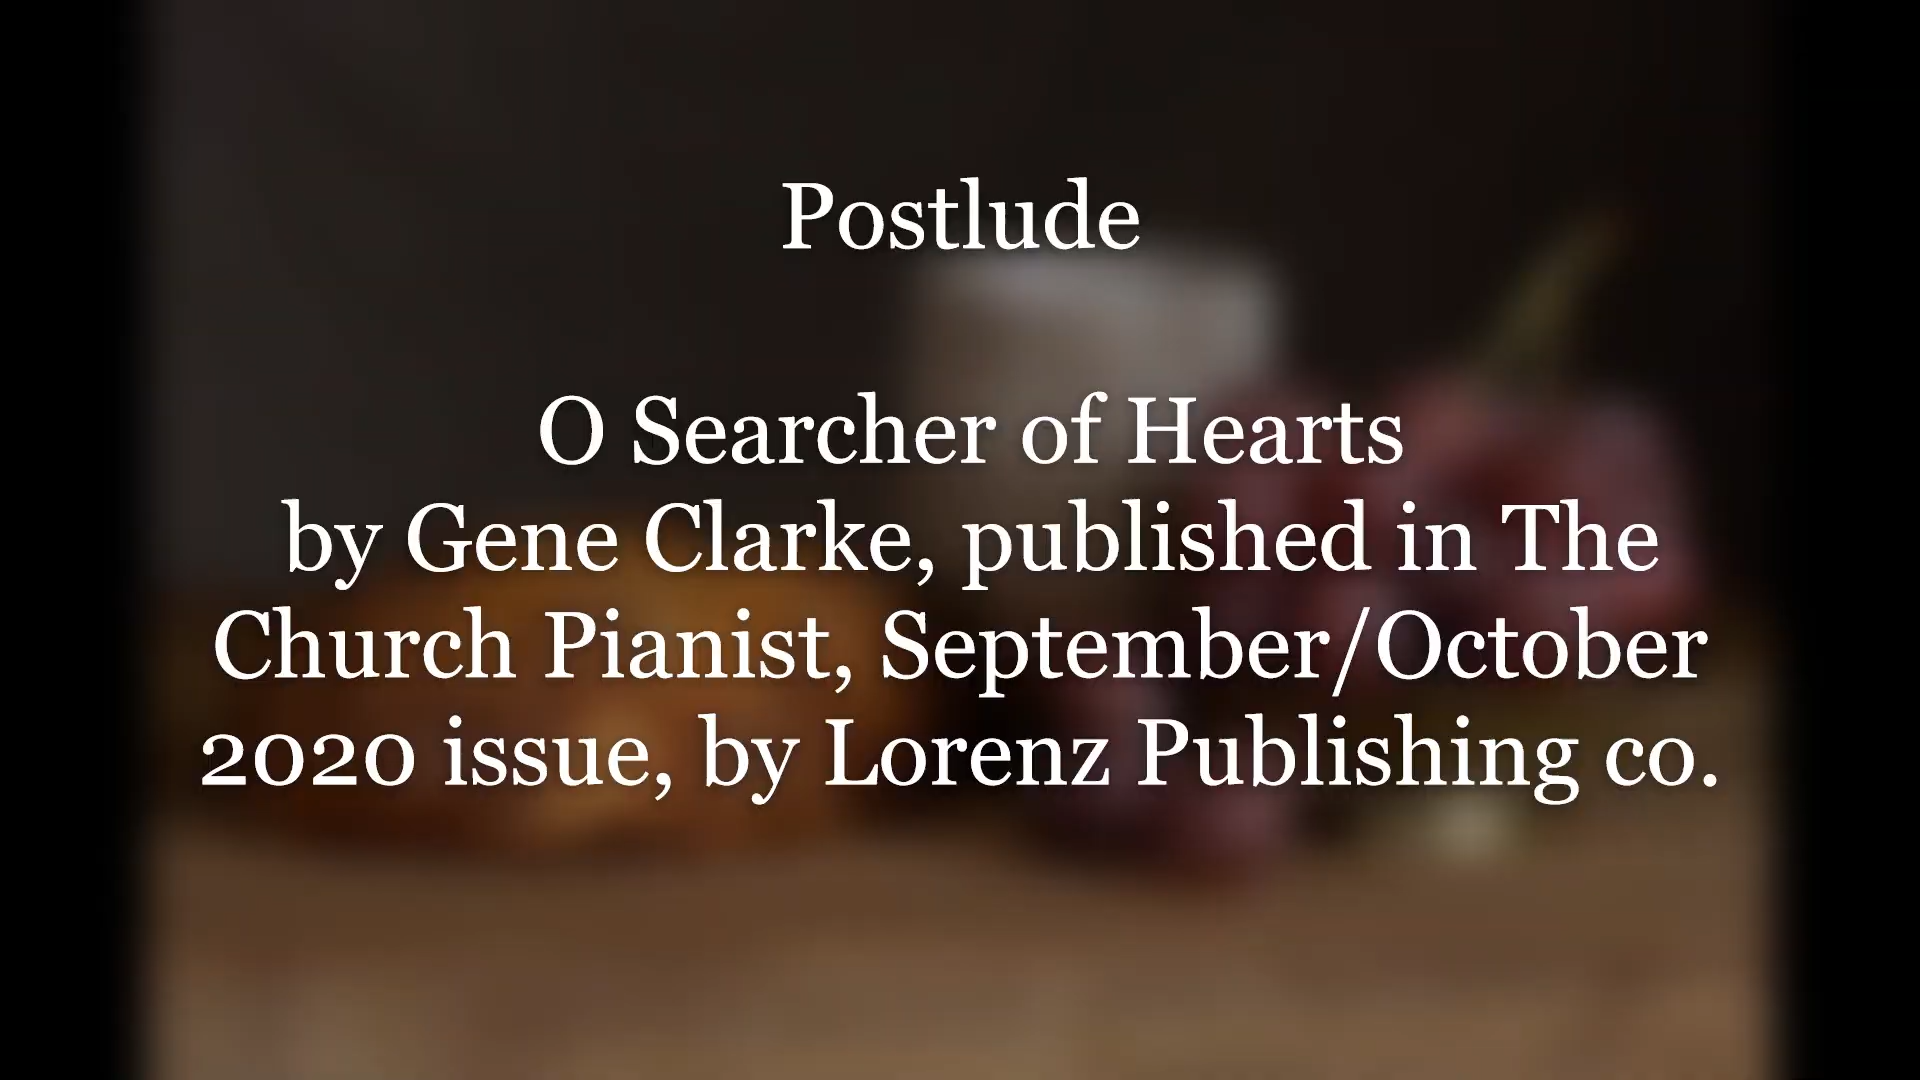 Postlude
O Searcher of Hearts
by Gene Clarke, published in The
Church Pianist, September/October
2020 issue, by Lorenz Publishing co.